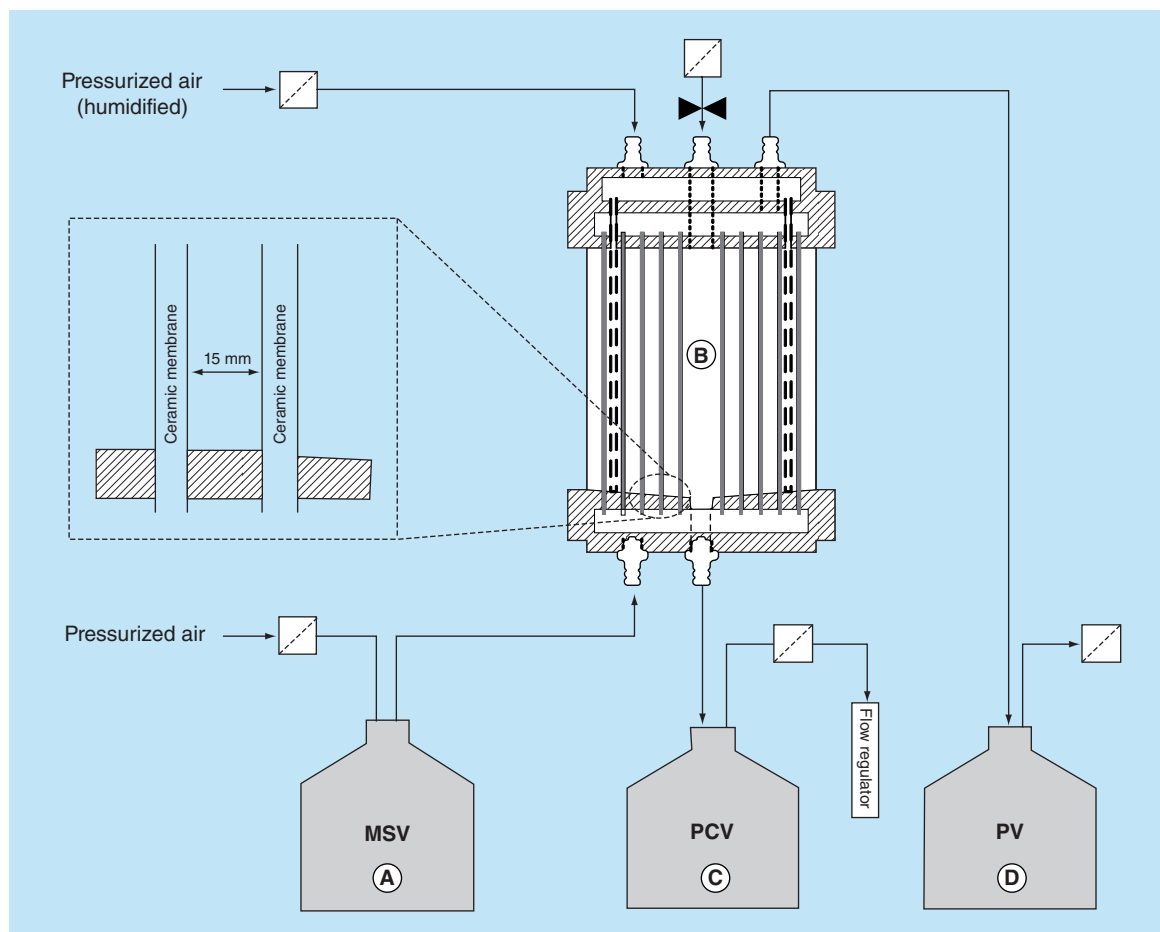 Pressurized air
(humidified)
B
Ceramic membrane
15 mm
Ceramic membrane
Pressurized air
Flow regulator
MSV
A
PCV
C
PV
D